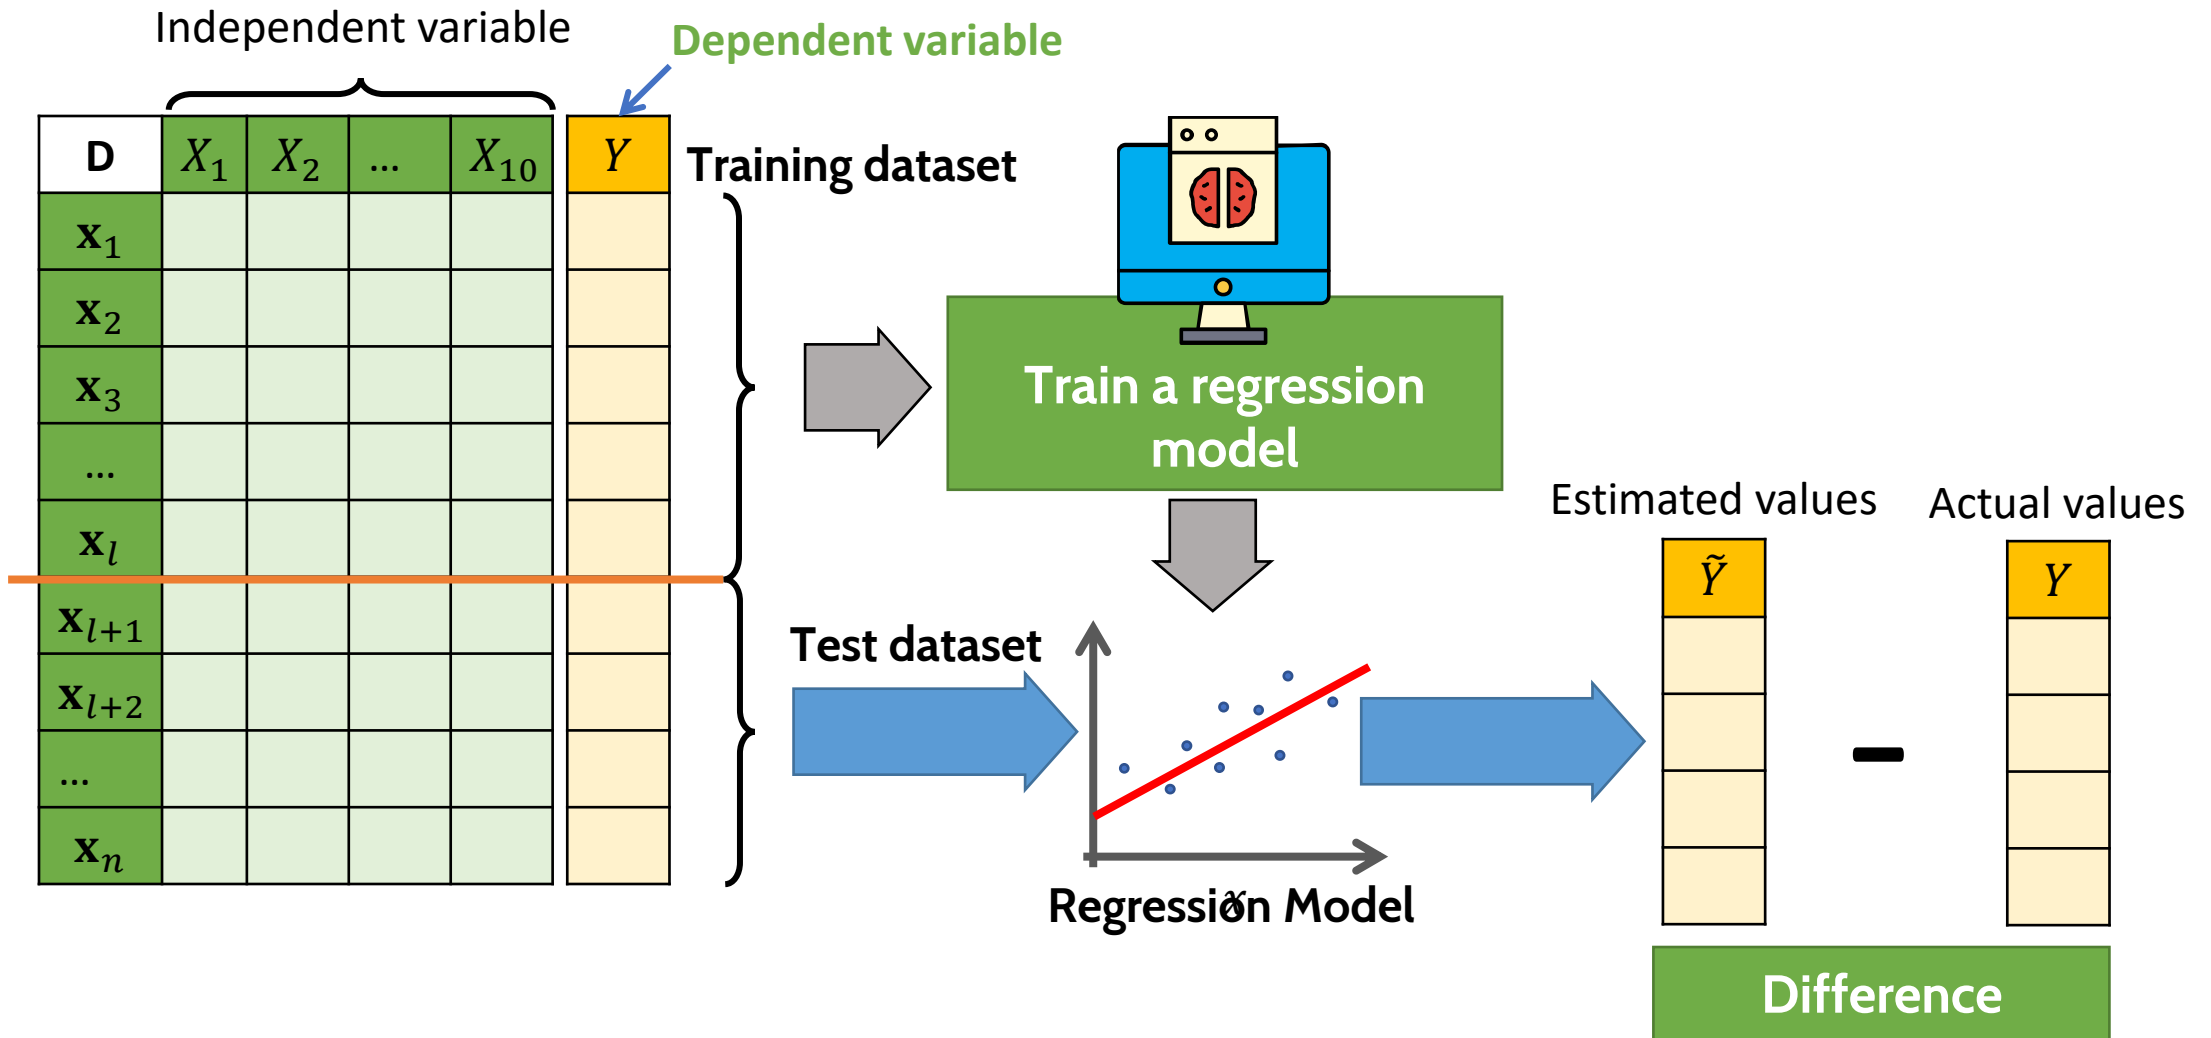 Independent variable
Dependent variable
D X₁ X₂ ... X₁₀ Y
Training dataset
x₁
x₂
x₃
...
xₗ
xₗ₊₁
xₗ₊₂
...
xₙ
Train a regression
model
Test dataset
x
Regression Model
Estimated values
Actual values
Ỹ
Y
-
Difference